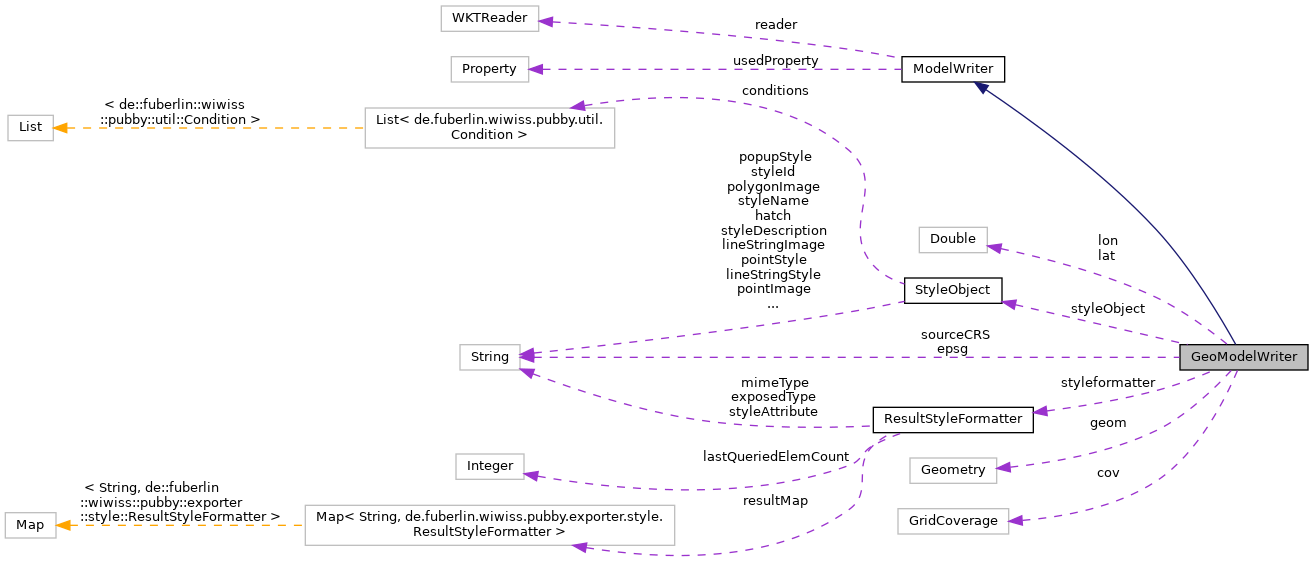 WKTReader
reader
Property
usedProperty
ModelWriter
conditions
< de::fuberlin::wiwiss
::pubby::util::Condition >
List
List< de.fuberlin.wiwiss.pubby.util.
Condition >
popupStyle
styleId
polygonImage
styleName
hatch
styleDescription
lineStringImage
pointStyle
lineStringStyle
pointImage
...
Double
lon
lat
StyleObject
styleObject
String
sourceCRS
epsg
GeoModelWriter
mimeType
exposedType
styleAttribute
styleformatter
ResultStyleFormatter
geom
Integer
lastQueriedElemCount
Geometry
cov
< String, de::fuberlin
::wiwiss::pubby::exporter
::style::ResultStyleFormatter >
resultMap
Map
Map< String, de.fuberlin.wiwiss.pubby.exporter.style.
ResultStyleFormatter >
GridCoverage